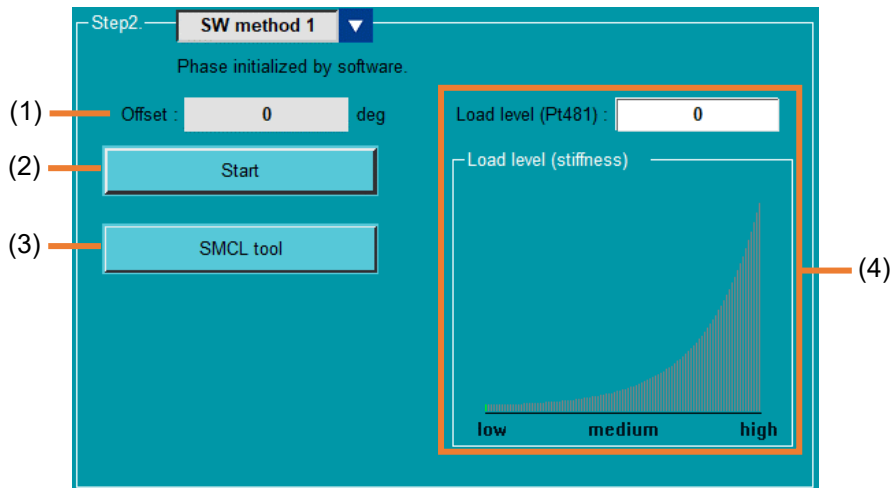 Step2. SW method 1
Phase initialized by software.
(1) Offset : 0 deg
Load level (Pt481) : 0
(2) Start
Load level (stiffness)
(3) SMCL tool
(4)
low medium high